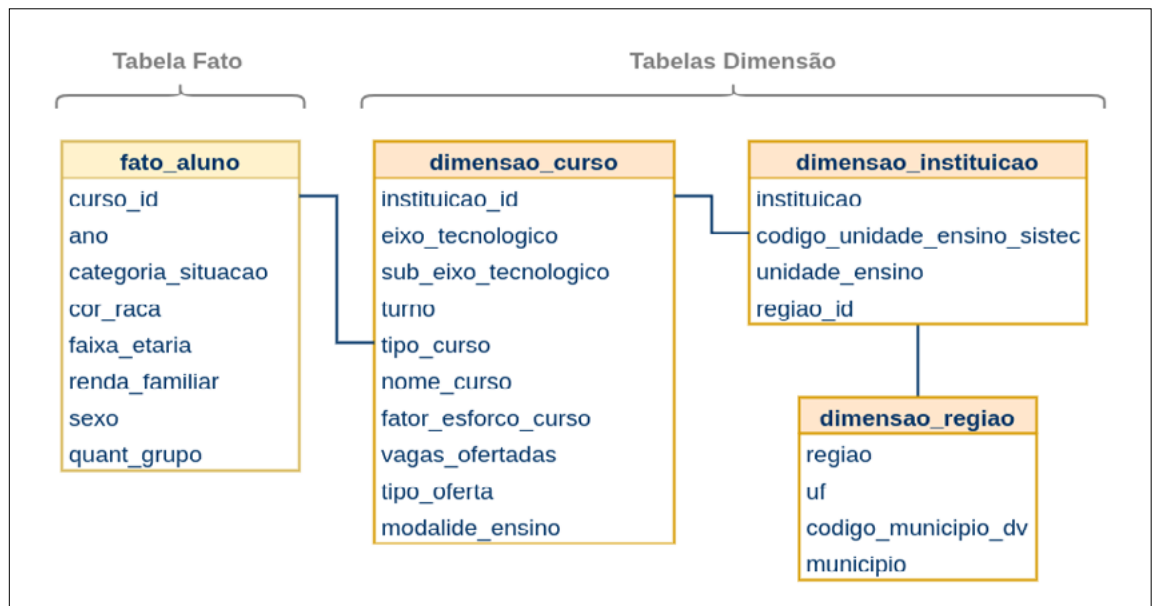 Tabela Fato
Tabelas Dimensão
fato_aluno
curso_id
ano
categoria_situacao
cor_raca
faixa_etaria
renda_familiar
sexo
quant_grupo
dimensao_curso
instituicao_id
eixo_tecnologico
sub_eixo_tecnologico
turno
tipo_curso
nome_curso
fator_esforco_curso
vagas_ofertadas
tipo_oferta
modalide_ensino
dimensao_instituicao
instituicao
codigo_unidade_ensino_sistec
unidade_ensino
regiao_id
dimensao_regiao
regiao
uf
codigo_municipio_dv
municipio